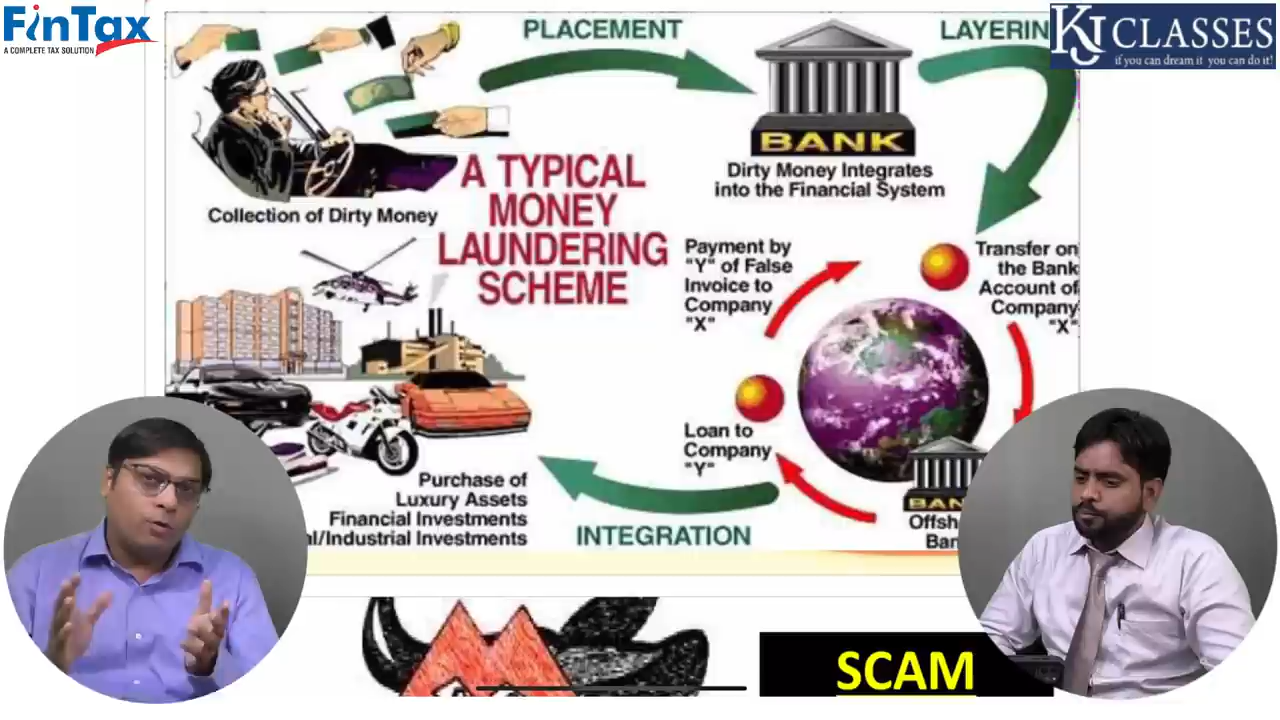 FinTax
A COMPLETE TAX SOLUTION
PLACEMENT
LAYERIN
KJ CLASSES
if you can dream it you can do it!
BANK
Dirty Money Integrates
into the Financial System
Collection of Dirty Money
A TYPICAL
MONEY
LAUNDERING
SCHEME
Payment by
"Y" of False
Invoice to
Company
"X"
Transfer on
the Bank
Account of
Company
"X"
Loan to
Company
"Y"
BAN
Offsh
Ban
Purchase of
Luxury Assets
Financial Investments
al/Industrial Investments
INTEGRATION
SCAM